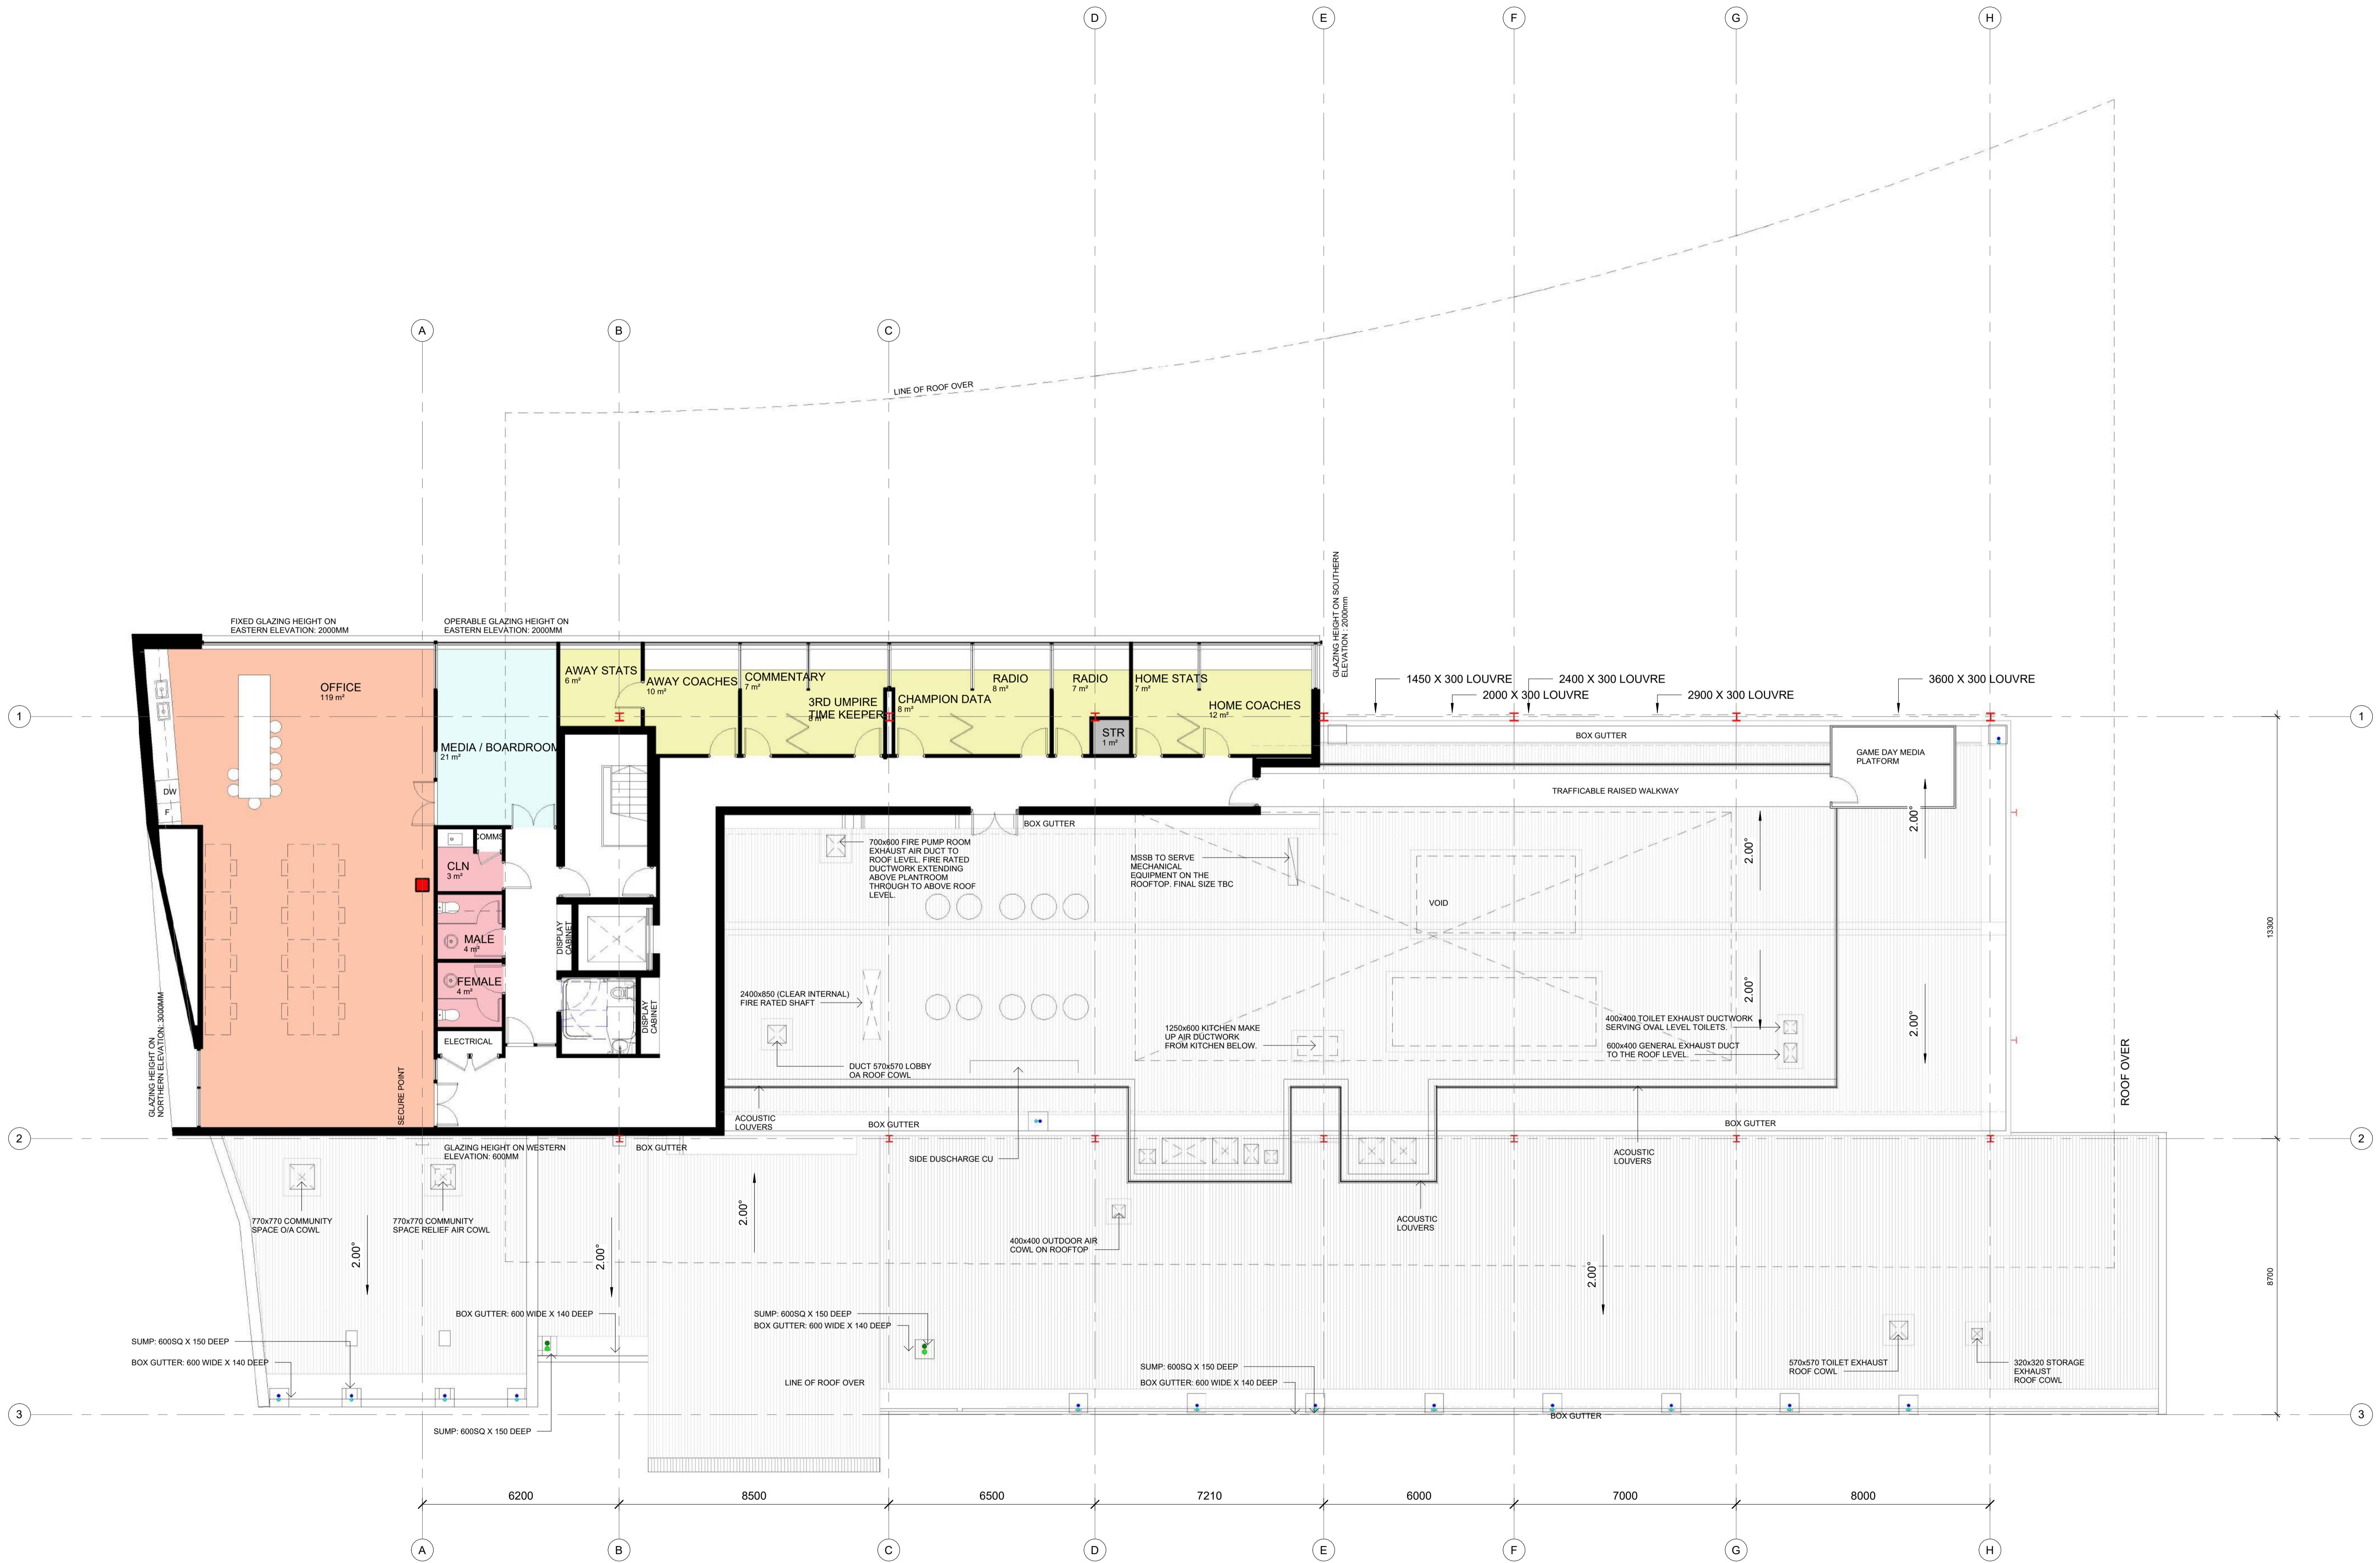 D
E
F
G
H
A
B
C
LINE OF ROOF OVER
GLAZING HEIGHT ON SOUTHERN
ELEVATION : 2000mm
FIXED GLAZING HEIGHT ON
EASTERN ELEVATION: 2000MM
OPERABLE GLAZING HEIGHT ON
EASTERN ELEVATION: 2000MM
OFFICE
119 m²
AWAY STATS
6 m²
AWAY COACHES
10 m²
COMMENTARY
7 m²
3RD UMPIRE
TIME KEEPER
8 m²
CHAMPION DATA
8 m²
RADIO
8 m²
RADIO
7 m²
HOME STATS
7 m²
HOME COACHES
12 m²
STR
1 m²
1450 X 300 LOUVRE
2400 X 300 LOUVRE
3600 X 300 LOUVRE
2000 X 300 LOUVRE
2900 X 300 LOUVRE
1
1
BOX GUTTER
MEDIA / BOARDROOM
21 m²
GAME DAY MEDIA
PLATFORM
TRAFFICABLE RAISED WALKWAY
DW
F
COMMS
CLN
3 m²
BOX GUTTER
700x600 FIRE PUMP ROOM
EXHAUST AIR DUCT TO
ROOF LEVEL. FIRE RATED
DUCTWORK EXTENDING
ABOVE PLANTROOM
THROUGH TO ABOVE ROOF
LEVEL.
MSSB TO SERVE
MECHANICAL
EQUIPMENT ON THE
ROOFTOP. FINAL SIZE TBC
2.00°
2.00°
VOID
MALE
4 m²
DISPLAY
CABINET
FEMALE
4 m²
DISPLAY
CABINET
ELECTRICAL
2400x850 (CLEAR INTERNAL)
FIRE RATED SHAFT
2.00°
2.00°
13300
400x400 TOILET EXHAUST DUCTWORK
SERVING OVAL LEVEL TOILETS.
600x400 GENERAL EXHAUST DUCT
TO THE ROOF LEVEL.
1250x600 KITCHEN MAKE
UP AIR DUCTWORK
FROM KITCHEN BELOW.
DUCT 570x570 LOBBY
OA ROOF COWL
GLAZING HEIGHT ON
NORTHERN ELEVATION: 3000MM
SECURE POINT
ROOF OVER
ACOUSTIC
LOUVERS
BOX GUTTER
BOX GUTTER
2
2
GLAZING HEIGHT ON WESTERN
ELEVATION: 600MM
BOX GUTTER
SIDE DUSCHARGE CU
ACOUSTIC
LOUVERS
770x770 COMMUNITY
SPACE O/A COWL
770x770 COMMUNITY
SPACE RELIEF AIR COWL
2.00°
ACOUSTIC
LOUVERS
400x400 OUTDOOR AIR
COWL ON ROOFTOP
2.00°
2.00°
2.00°
8700
BOX GUTTER: 600 WIDE X 140 DEEP
SUMP: 600SQ X 150 DEEP
BOX GUTTER: 600 WIDE X 140 DEEP
SUMP: 600SQ X 150 DEEP
BOX GUTTER: 600 WIDE X 140 DEEP
LINE OF ROOF OVER
SUMP: 600SQ X 150 DEEP
BOX GUTTER: 600 WIDE X 140 DEEP
570x570 TOILET EXHAUST
ROOF COWL
320x320 STORAGE
EXHAUST
ROOF COWL
3
BOX GUTTER
3
SUMP: 600SQ X 150 DEEP
6200
8500
6500
7210
6000
7000
8000
A
B
C
D
E
F
G
H